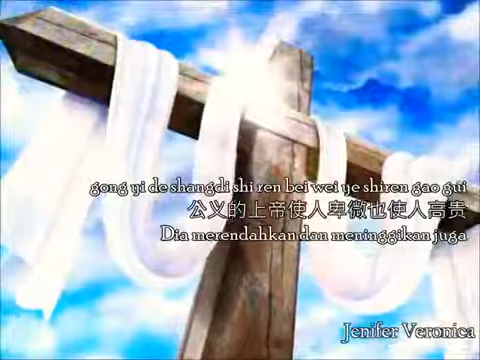 gong yi de shangdi shi ren bei wei ye shiren gao gui
公义的上帝使人卑微也使人高贵
Dia merendahkan dan meninggikan juga
Jenifer Veronica